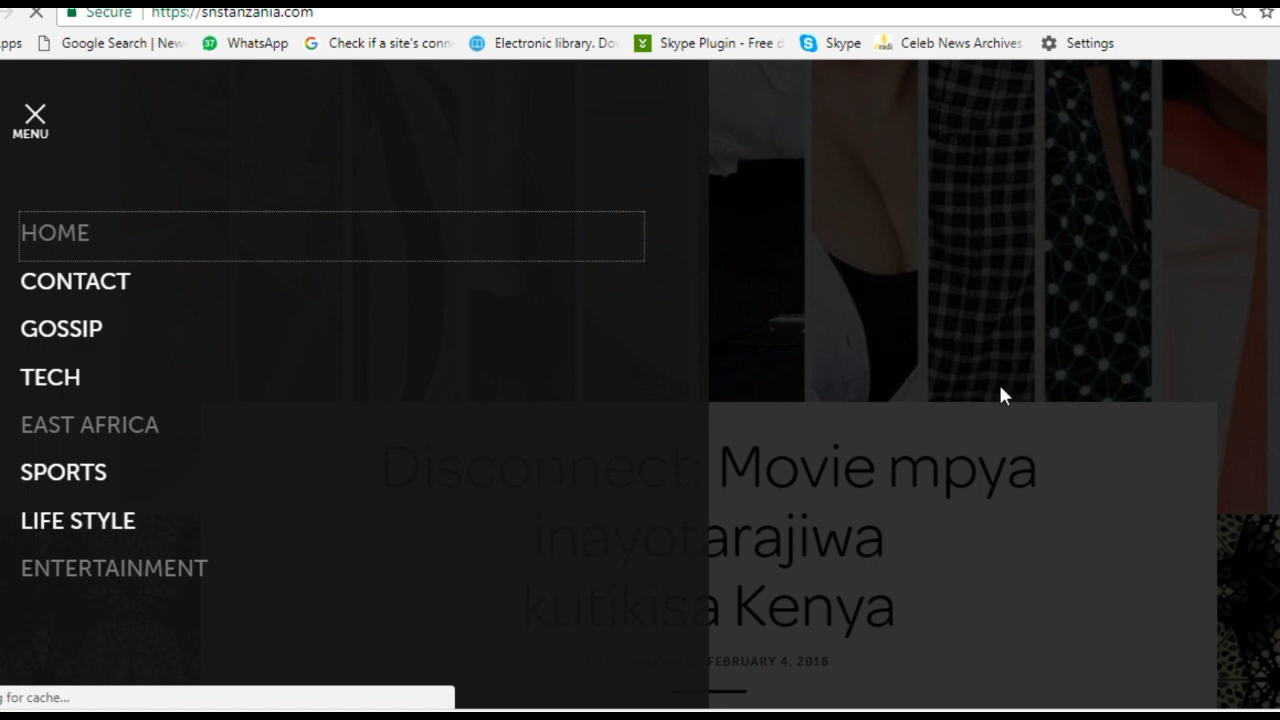 Secure https://snstanzania.com
pps Google Search | New 37 WhatsApp Check if a site's conn Electronic library. Do Skype Plugin - Free d Skype Celeb News Archives Settings
MENU
HOME
CONTACT
GOSSIP
TECH
EAST AFRICA
SPORTS
LIFE STYLE
ENTERTAINMENT
Disconnect: Movie mpya
inayotarajiwa
kutikisa Kenya
FEBRUARY 4, 2018
g for cache...